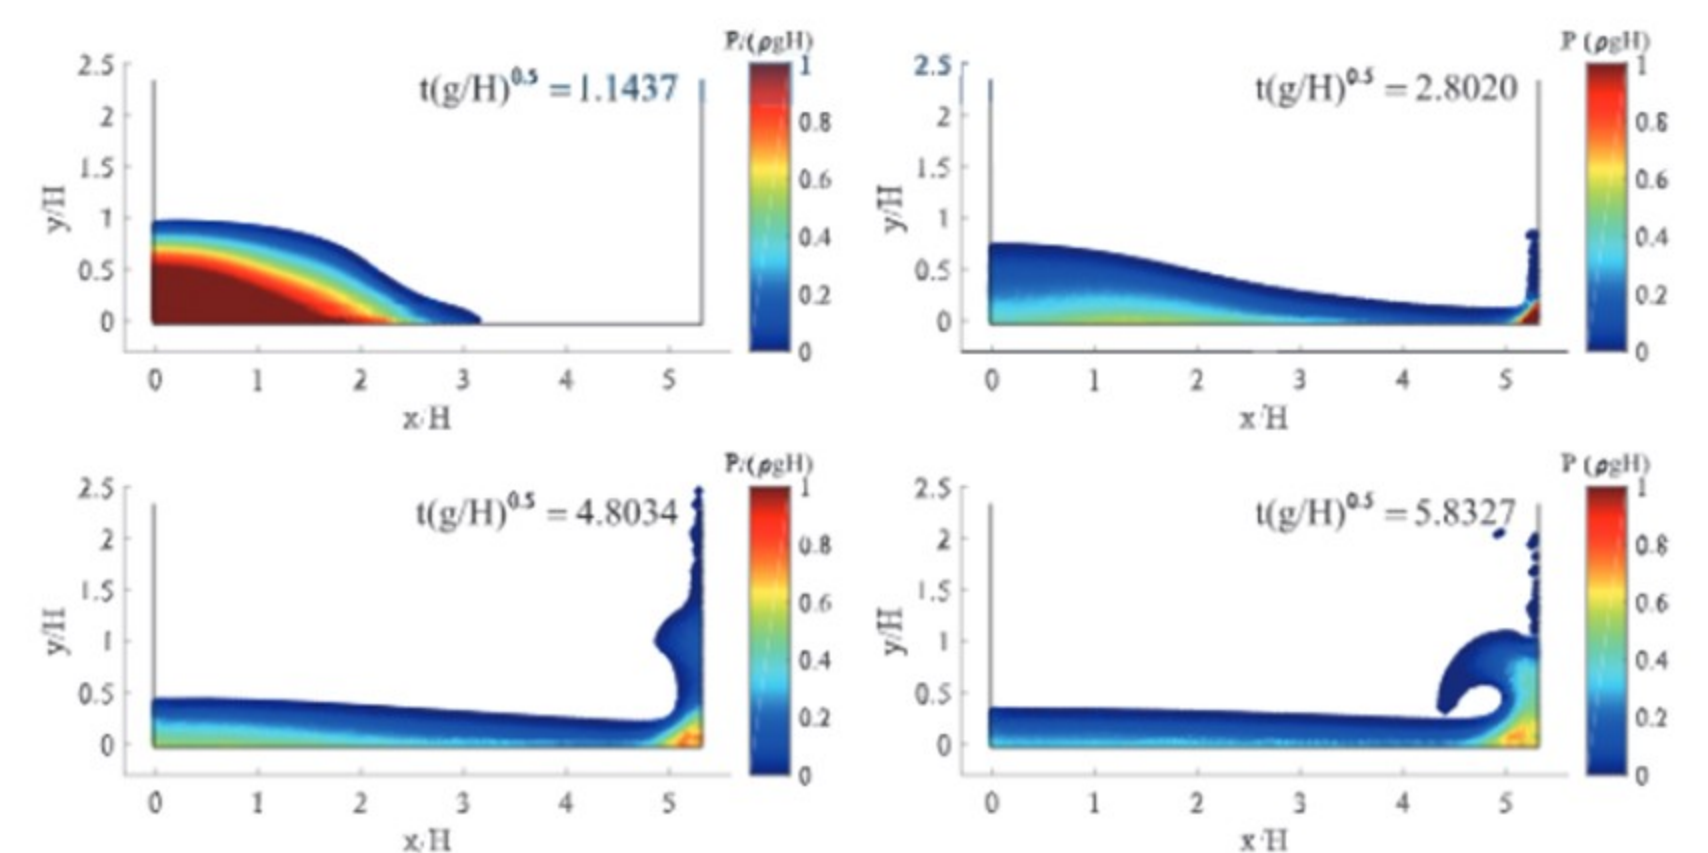 P/(ρgH)
t(g/H)^0.5 = 1.1437
2.5
2
1.5
1
0.5
0
y/H
0 1 2 3 4 5
x/H
1
0.8
0.6
0.4
0.2
0
P (ρgH)
t(g/H)^0.5 = 2.8020
2.5
2
1.5
1
0.5
0
y/H
0 1 2 3 4 5
x/H
1
0.8
0.6
0.4
0.2
0
P/(ρgH)
t(g/H)^0.5 = 4.8034
2.5
2
1.5
1
0.5
0
y/H
0 1 2 3 4 5
x/H
1
0.8
0.6
0.4
0.2
0
P (ρgH)
t(g/H)^0.5 = 5.8327
2.5
2
1.5
1
0.5
0
y/H
0 1 2 3 4 5
x/H
1
0.8
0.6
0.4
0.2
0